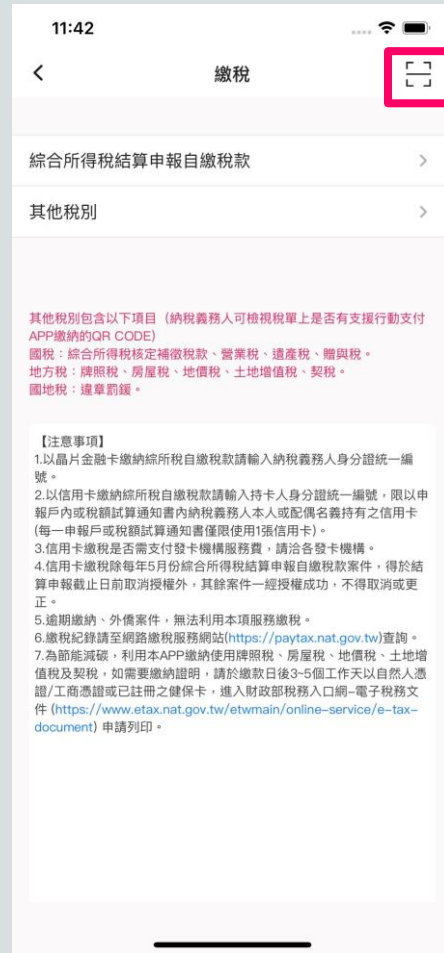 11:42
繳稅
綜合所得稅結算申報自繳稅款
其他稅別
其他稅別包含以下項目（納稅義務人可檢視稅單上是否有支援行動支付
APP繳納的QR CODE）
國稅：綜合所得稅核定補徵稅款、營業稅、遺產稅、贈與稅。
地方稅：牌照稅、房屋稅、地價稅、土地增值稅、契稅。
國地稅：違章罰鍰。
【注意事項】
1.以晶片金融卡繳納綜所稅自繳稅款請輸入納稅義務人身分證統一編
號。
2.以信用卡繳納綜所稅自繳稅款請輸入持卡人身分證統一編號，限以申
報戶內或稅額試算通知書內納稅義務人本人或配偶名義持有之信用卡
(每一申報戶或稅額試算通知書僅限使用1張信用卡)。
3.信用卡繳稅是否需支付發卡機構服務費，請洽各發卡機構。
4.信用卡繳稅除每年5月份綜合所得稅結算申報自繳稅款案件，得於結
算申報截止日前取消授權外，其餘案件一經授權成功，不得取消或更
正。
5.逾期繳納、外僑案件，無法利用本項服務繳稅。
6.繳稅紀錄請至網路繳稅服務網站(https://paytax.nat.gov.tw)查詢。
7.為節能減碳，利用本APP繳納使用牌照稅、房屋稅、地價稅、土地增
值稅及契稅，如需要繳納證明，請於繳款日後3~5個工作天以自然人憑
證/工商憑證或已註冊之健保卡，進入財政部稅務入口網–電子稅務文
件 (https://www.etax.nat.gov.tw/etwmain/online-service/e-tax-
document) 申請列印。